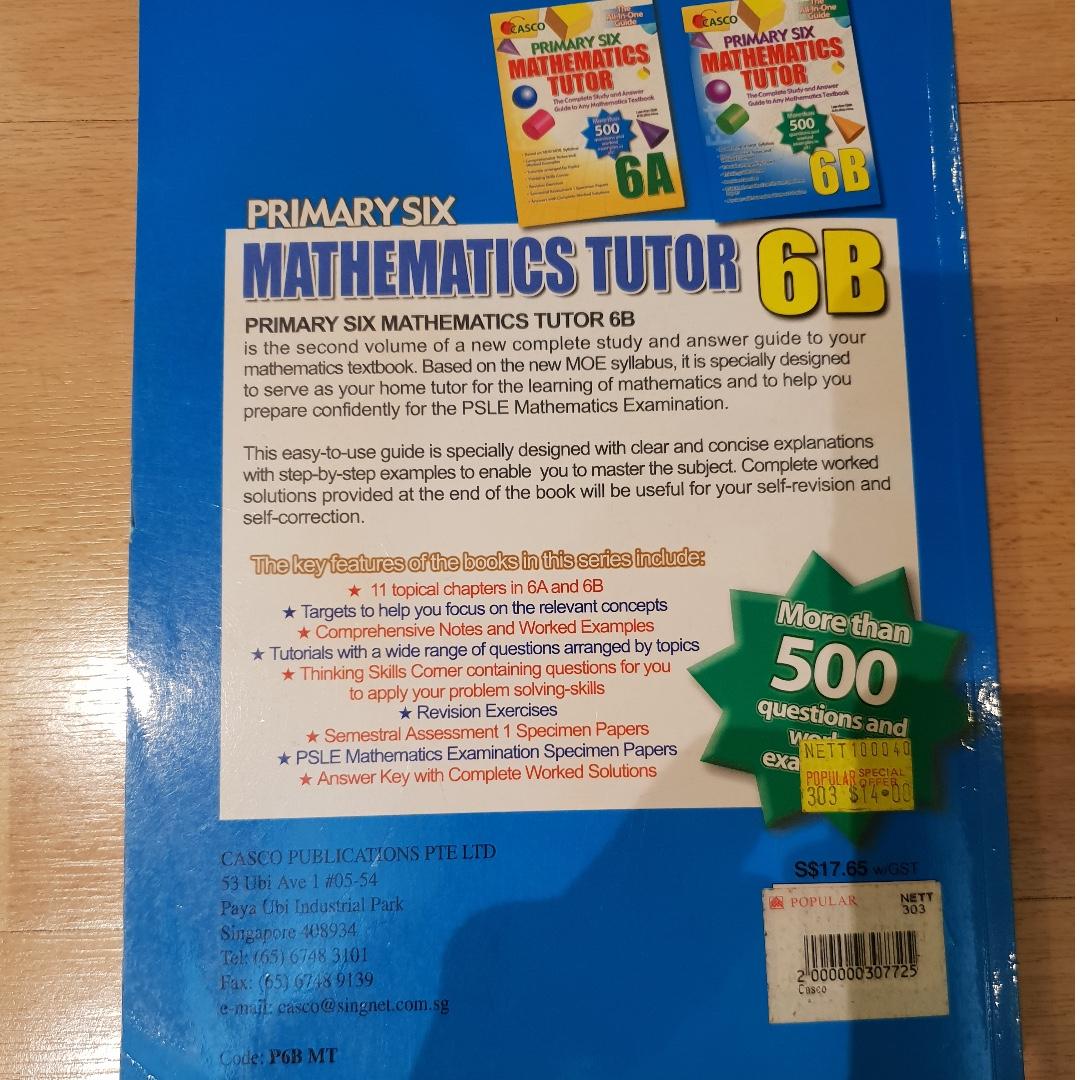 CASCO
The
All-In-One
Guide
PRIMARY SIX
MATHEMATICS
TUTOR
The Complete Study and Answer
Guide to Any Mathematics Textbook
More than
500
questions and
worked
examples in
all!
6A
CASCO
The
All-In-One
Guide
PRIMARY SIX
MATHEMATICS
TUTOR
The Complete Study and Answer
Guide to Any Mathematics Textbook
More than
500
questions and
worked
examples in
all!
6B
PRIMARY SIX
MATHEMATICS TUTOR 6B
PRIMARY SIX MATHEMATICS TUTOR 6B
is the second volume of a new complete study and answer guide to your
mathematics textbook. Based on the new MOE syllabus, it is specially designed
to serve as your home tutor for the learning of mathematics and to help you
prepare confidently for the PSLE Mathematics Examination.
This easy-to-use guide is specially designed with clear and concise explanations
with step-by-step examples to enable you to master the subject. Complete worked
solutions provided at the end of the book will be useful for your self-revision and
self-correction.
The key features of the books in this series include:
★ 11 topical chapters in 6A and 6B
★ Targets to help you focus on the relevant concepts
★ Comprehensive Notes and Worked Examples
★ Tutorials with a wide range of questions arranged by topics
★ Thinking Skills Corner containing questions for you
to apply your problem solving-skills
★ Revision Exercises
★ Semestral Assessment 1 Specimen Papers
★ PSLE Mathematics Examination Specimen Papers
★ Answer Key with Complete Worked Solutions
More than
500
questions and
NETT 100040
POPULAR SPECIAL OFFER
303 $14.00
CASCO PUBLICATIONS PTE LTD
53 Ubi Ave 1 #05-54
Paya Ubi Industrial Park
Singapore 408934
Tel: (65) 6748 3101
Fax: (65) 6748 9139
e-mail: casco@singnet.com.sg
Code: P6B MT
S$17.65 w/GST
POPULAR NETT
303
2 000000307725
Casco